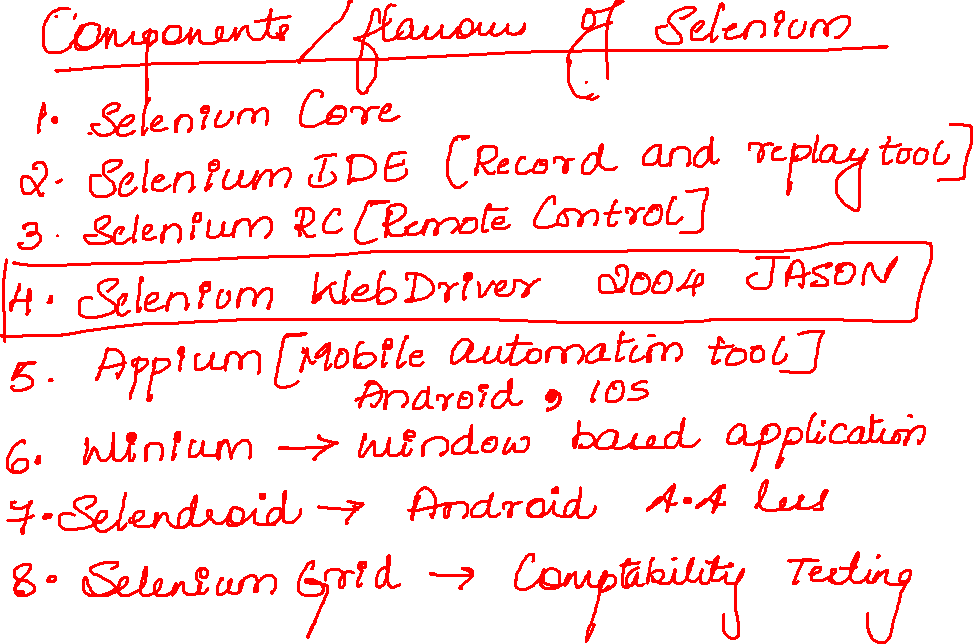 Components / flavour of Selenium
1. Selenium Core
2. Selenium IDE [Record and replay tool]
3. Selenium RC [Remote Control]
4. Selenium WebDriver 2004 JASON
5. Appium [Mobile automation tool]
Android, IOS
6. Winium → window based application
7. Selendroid → Android 4.4 less
8. Selenium Grid → Comptability Testing